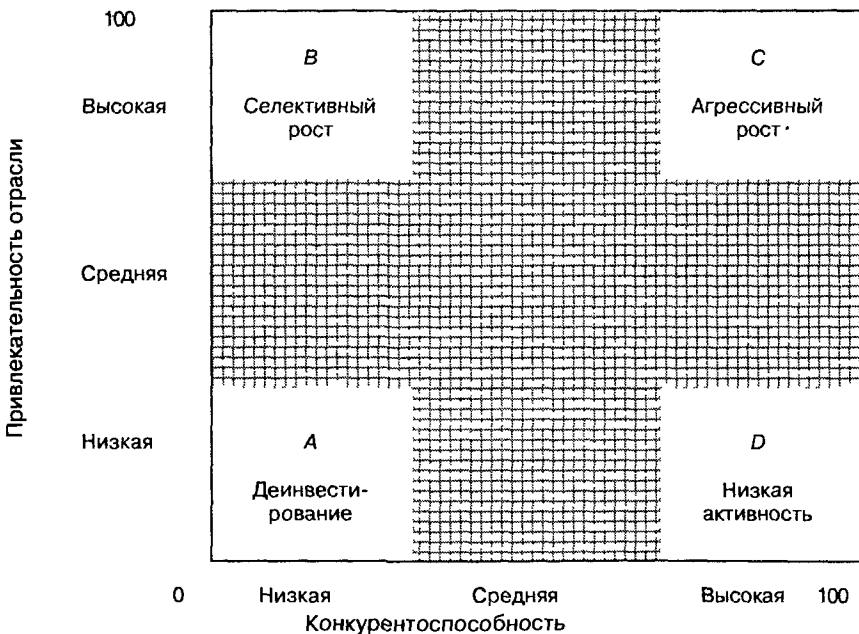 100
B
C
Высокая
Селективный
рост
Агрессивный
рост
Привлекательность отрасли
Средняя
Низкая
A
D
Деинвести-
рование
Низкая
активность
0
Низкая
Средняя
Высокая
100
Конкурентоспособность